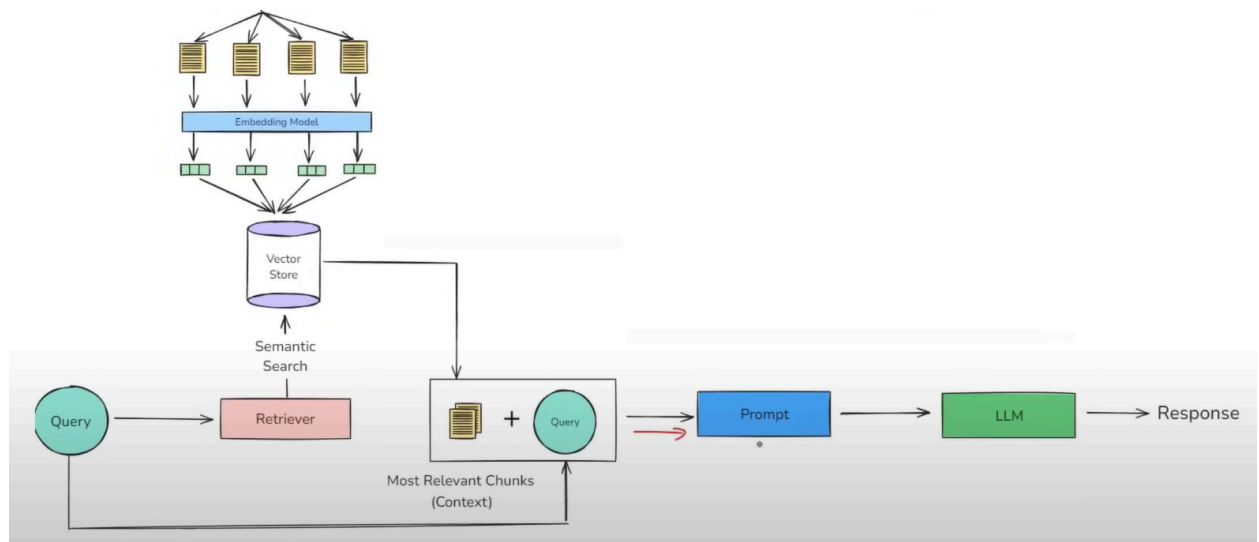 Embedding Model
Vector
Store
Semantic
Search
Query
Retriever
+
Query
Prompt
LLM
Response
Most Relevant Chunks
(Context)